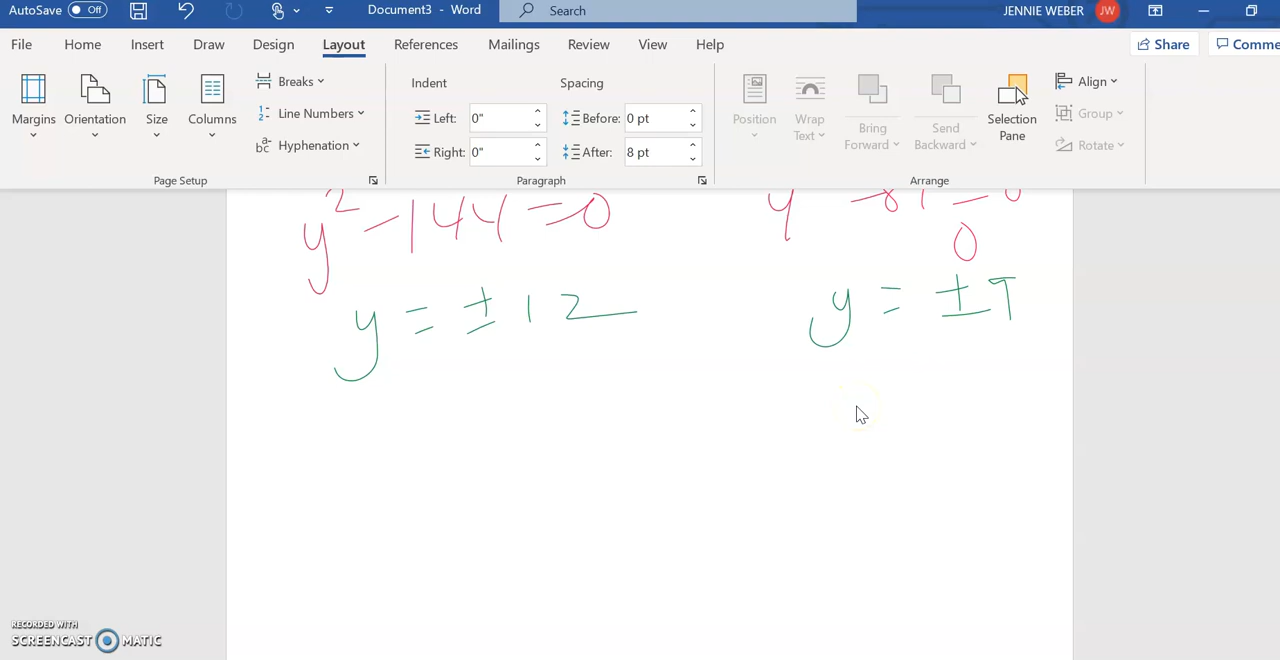 AutoSave Off Document3 - Word Search JENNIE WEBER JW
File Home Insert Draw Design Layout References Mailings Review View Help Share Comme
Margins Orientation Size Columns
Breaks
Line Numbers
Hyphenation
Page Setup
Indent Spacing
Left: 0" Before: 0 pt
Right: 0" After: 8 pt
Paragraph
Position
Wrap Text
Bring Forward
Send Backward
Selection Pane
Align
Group
Rotate
Arrange
y² - 144 = 0
0
y = ±12
y = ±9
RECORDED WITH
SCREENCAST MATIC